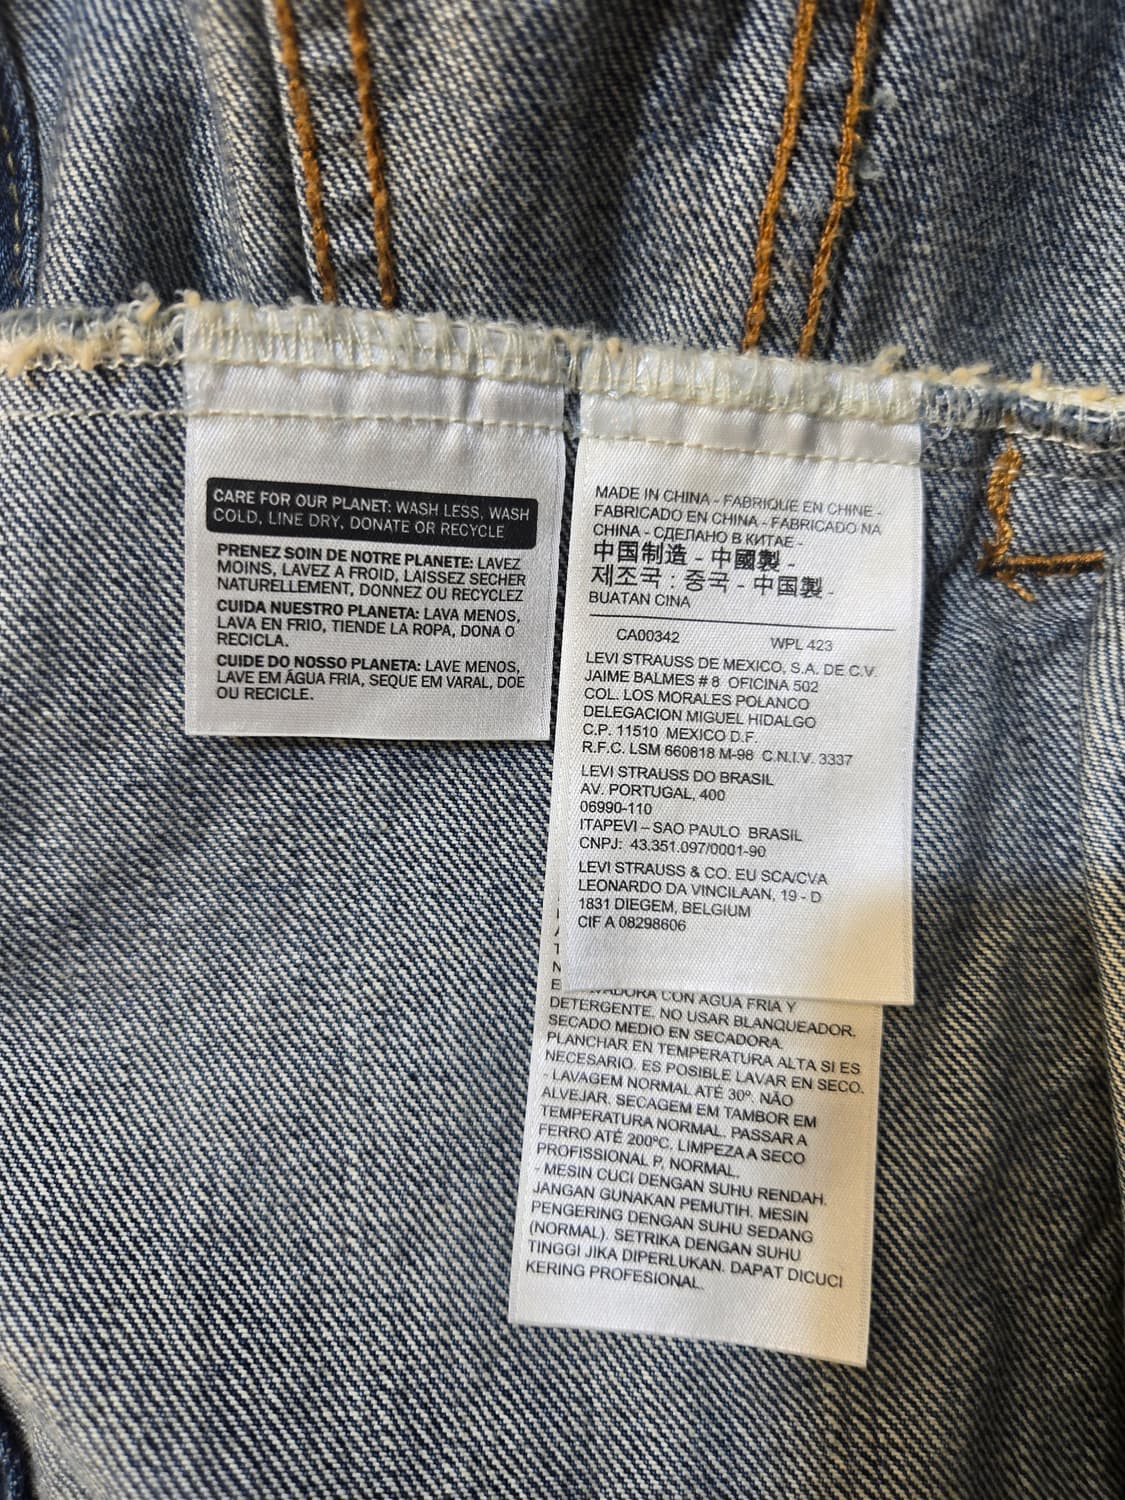 CARE FOR OUR PLANET: WASH LESS, WASH
COLD, LINE DRY, DONATE OR RECYCLE
PRENEZ SOIN DE NOTRE PLANETE: LAVEZ
MOINS, LAVEZ A FROID, LAISSEZ SECHER
NATURELLEMENT, DONNEZ OU RECYCLEZ
CUIDA NUESTRO PLANETA: LAVA MENOS,
LAVA EN FRIO, TIENDE LA ROPA, DONA O
RECICLA.
CUIDE DO NOSSO PLANETA: LAVE MENOS,
LAVE EM ÁGUA FRIA, SEQUE EM VARAL, DOE
OU RECICLE.
MADE IN CHINA - FABRIQUE EN CHINE -
FABRICADO EN CHINA - FABRICADO NA
CHINA - СДЕЛАНО В КИТАЕ -
中国制造 - 中國製 -
제조국 : 중국 - 中国製 -
BUATAN CINA
CA00342 WPL 423
LEVI STRAUSS DE MEXICO, S.A. DE C.V.
JAIME BALMES # 8 OFICINA 502
COL. LOS MORALES POLANCO
DELEGACION MIGUEL HIDALGO
C.P. 11510 MEXICO D.F.
R.F.C. LSM 660818 M-98 C.N.I.V. 3337
LEVI STRAUSS DO BRASIL
AV. PORTUGAL, 400
06990-110
ITAPEVI – SAO PAULO BRASIL
CNPJ: 43.351.097/0001-90
LEVI STRAUSS & CO. EU SCA/CVA
LEONARDO DA VINCILAAN, 19 - D
1831 DIEGEM, BELGIUM
CIF A 08298606
CON AGUA FRIA Y
DETERGENTE. NO USAR BLANQUEADOR.
SECADO MEDIO EN SECADORA.
PLANCHAR EN TEMPERATURA ALTA SI ES
NECESARIO. ES POSIBLE LAVAR EN SECO.
- LAVAGEM NORMAL ATÉ 30º. NÃO
ALVEJAR. SECAGEM EM TAMBOR EM
TEMPERATURA NORMAL. PASSAR A
FERRO ATÉ 200ºC. LIMPEZA A SECO
PROFISSIONAL P, NORMAL.
- MESIN CUCI DENGAN SUHU RENDAH.
JANGAN GUNAKAN PEMUTIH. MESIN
PENGERING DENGAN SUHU SEDANG
(NORMAL). SETRIKA DENGAN SUHU
TINGGI JIKA DIPERLUKAN. DAPAT DICUCI
KERING PROFESIONAL.